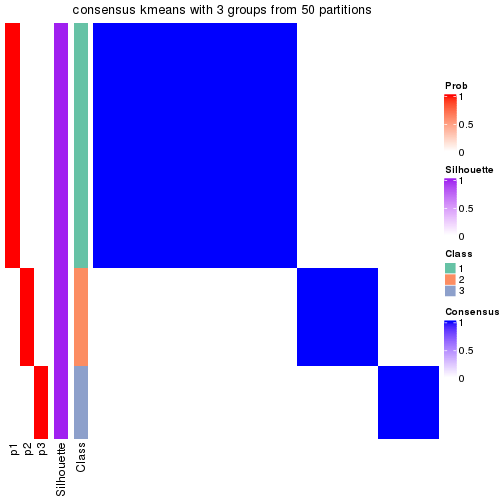 consensus kmeans with 3 groups from 50 partitions
Prob
1
0.5
0
Silhouette
1
0.5
0
Class
1
2
3
Consensus
1
0.5
0
p1
p2
p3
Silhouette
Class